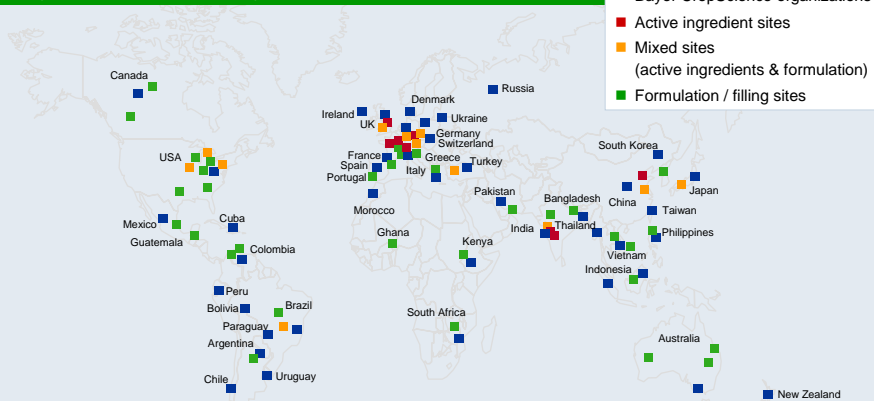 Bayer CropScience organizations
Active ingredient sites
Mixed sites
(active ingredients & formulation)
Formulation / filling sites
Canada
Russia
Denmark
Ireland
Ukraine
UK
Germany
Switzerland
South Korea
USA
France
Greece
Turkey
Spain
Italy
Portugal
Pakistan
Bangladesh
China
Japan
Morocco
Taiwan
Mexico
Cuba
India
Thailand
Guatemala
Ghana
Kenya
Philippines
Colombia
Vietnam
Indonesia
Peru
Bolivia
Brazil
South Africa
Paraguay
Argentina
Australia
Chile
Uruguay
New Zealand